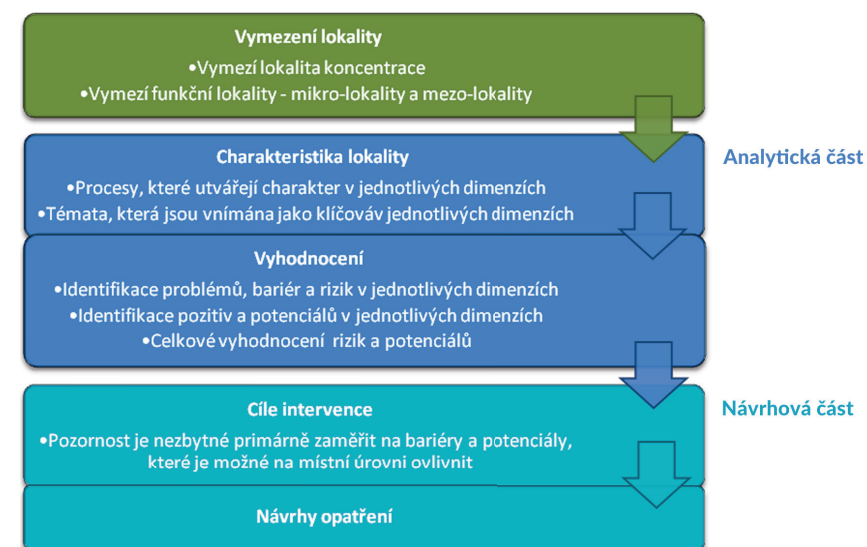 Vymezení lokality
•Vymezí lokalita koncentrace
•Vymezí funkční lokality - mikro-lokality a mezo-lokality
Charakteristika lokality
Analytická část
•Procesy, které utvářejí charakter v jednotlivých dimenzích
•Témata, která jsou vnímána jako klíčováv jednotlivých dimenzích
Vyhodnocení
•Identifikace problémů, bariér a rizik v jednotlivých dimenzích
•Identifikace pozitiv a potenciálů v jednotlivých dimenzích
•Celkové vyhodnocení rizik a potenciálů
Cíle intervence
Návrhová část
•Pozornost je nezbytné primárně zaměřit na bariéry a potenciály,
které je možné na místní úrovni ovlivnit
Návrhy opatření